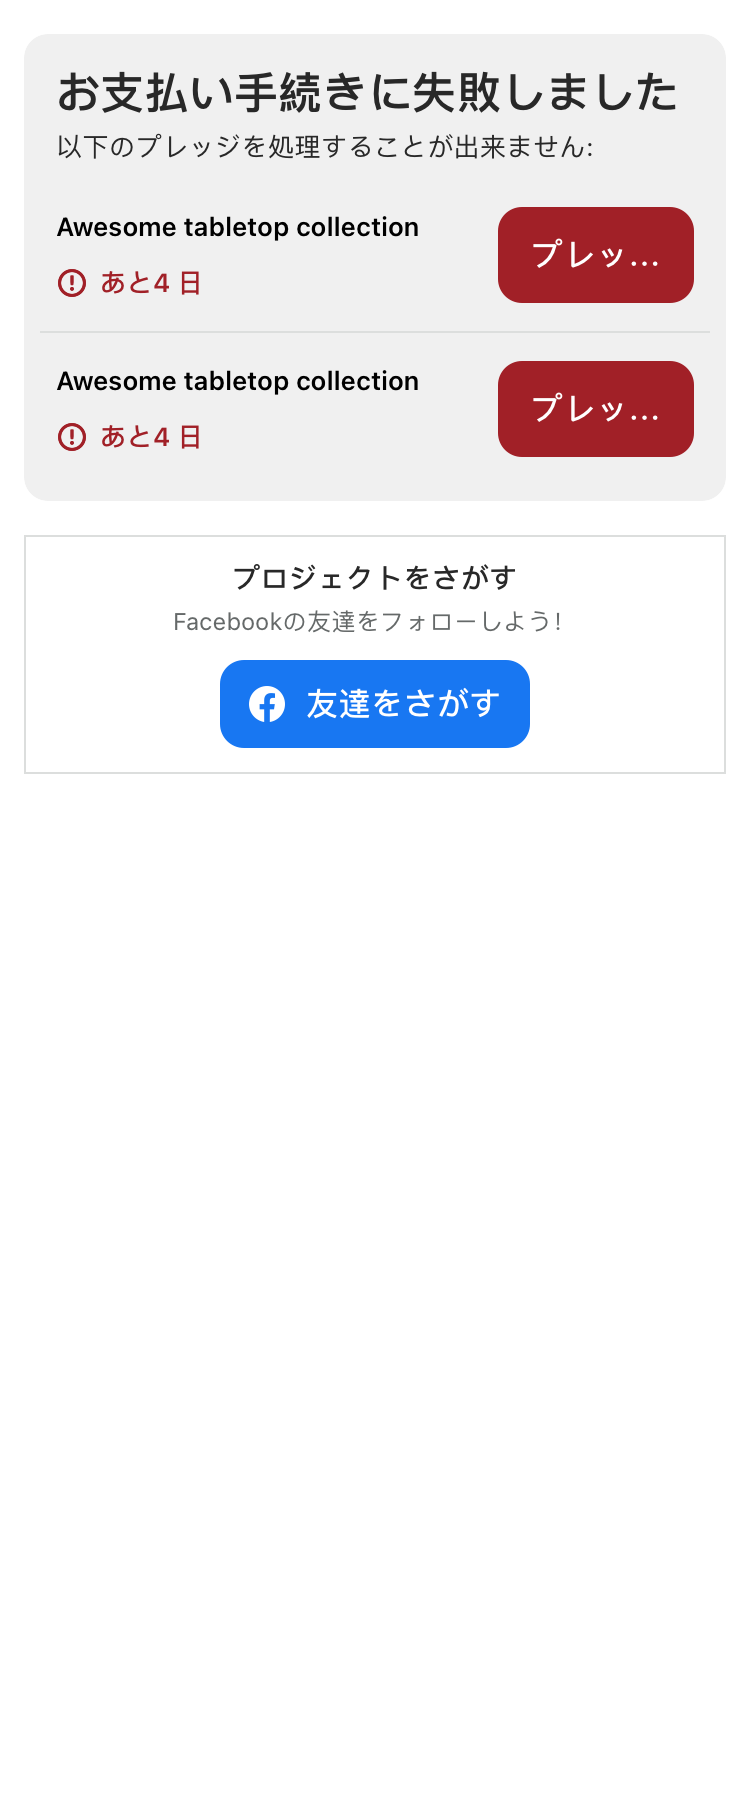 お支払い手続きに失敗しました
以下のプレッジを処理することが出来ません:
Awesome tabletop collection
プレッ...
あと4 日
Awesome tabletop collection
プレッ...
あと4 日
プロジェクトをさがす
Facebookの友達をフォローしよう!
友達をさがす